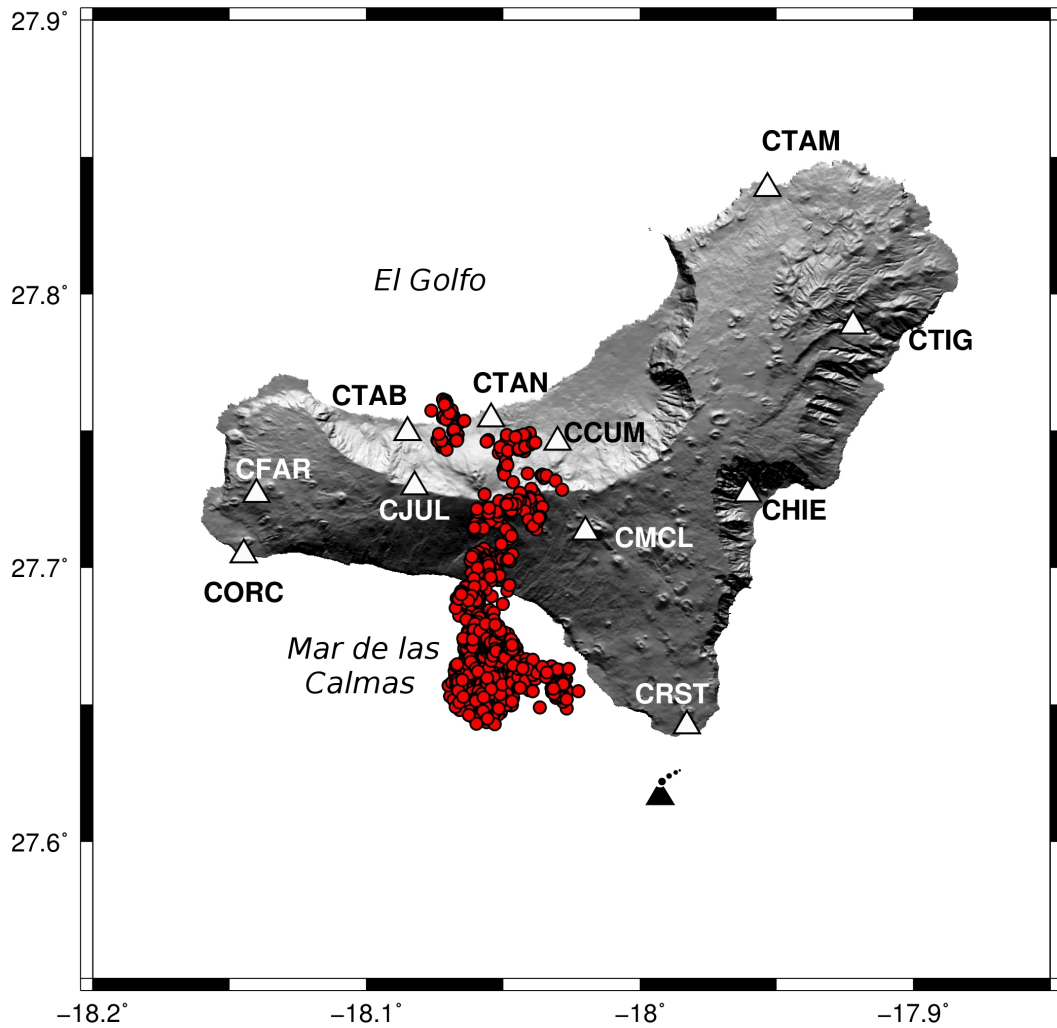 27.9˚
CTAM
27.8˚
El Golfo
CTIG
CTAN
CTAB
CCUM
CFAR
CJUL
CHIE
CMCL
27.7˚
CORC
Mar de las
Calmas
CRST
27.6˚
−18.2˚
−18.1˚
−18˚
−17.9˚